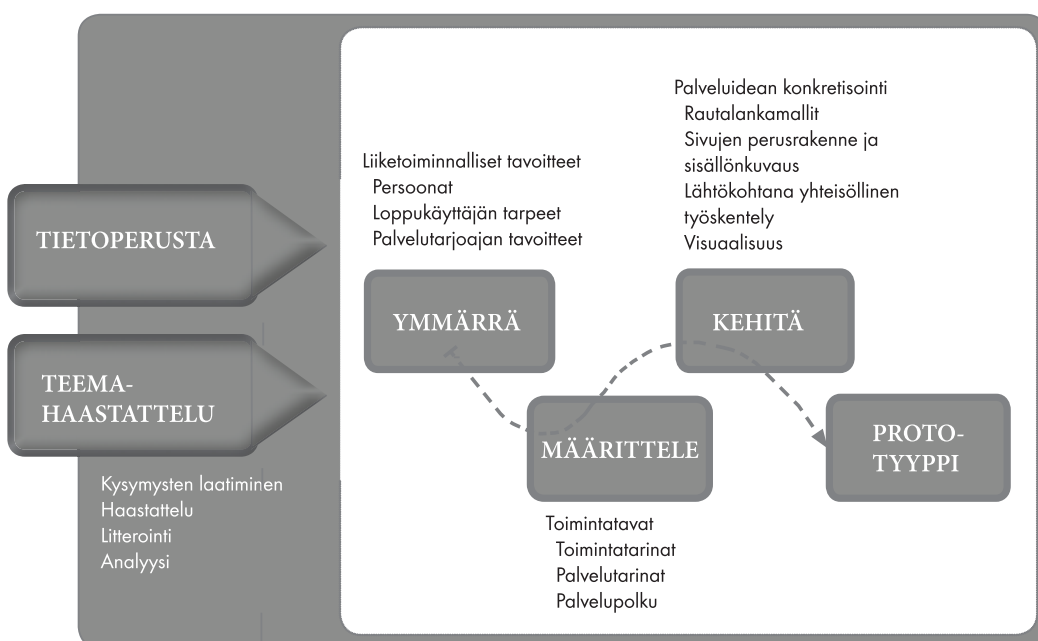 TIETOPERUSTA
TEEMA-
HAASTATTELU
Kysymysten laatiminen
Haastattelu
Litterointi
Analyysi
Liiketoiminnalliset tavoitteet
Persoonat
Loppukäyttäjän tarpeet
Palvelutarjoajan tavoitteet
YMMÄRRÄ
MÄÄRITTELE
Toimintatavat
Toimintatarinat
Palvelutarinat
Palvelupolku
Palveluidean konkretisointi
Rautalankamallit
Sivujen perusrakenne ja
sisällönkuvaus
Lähtökohtana yhteisöllinen
työskentely
Visuaalisuus
KEHITÄ
PROTO-
TYYPPI